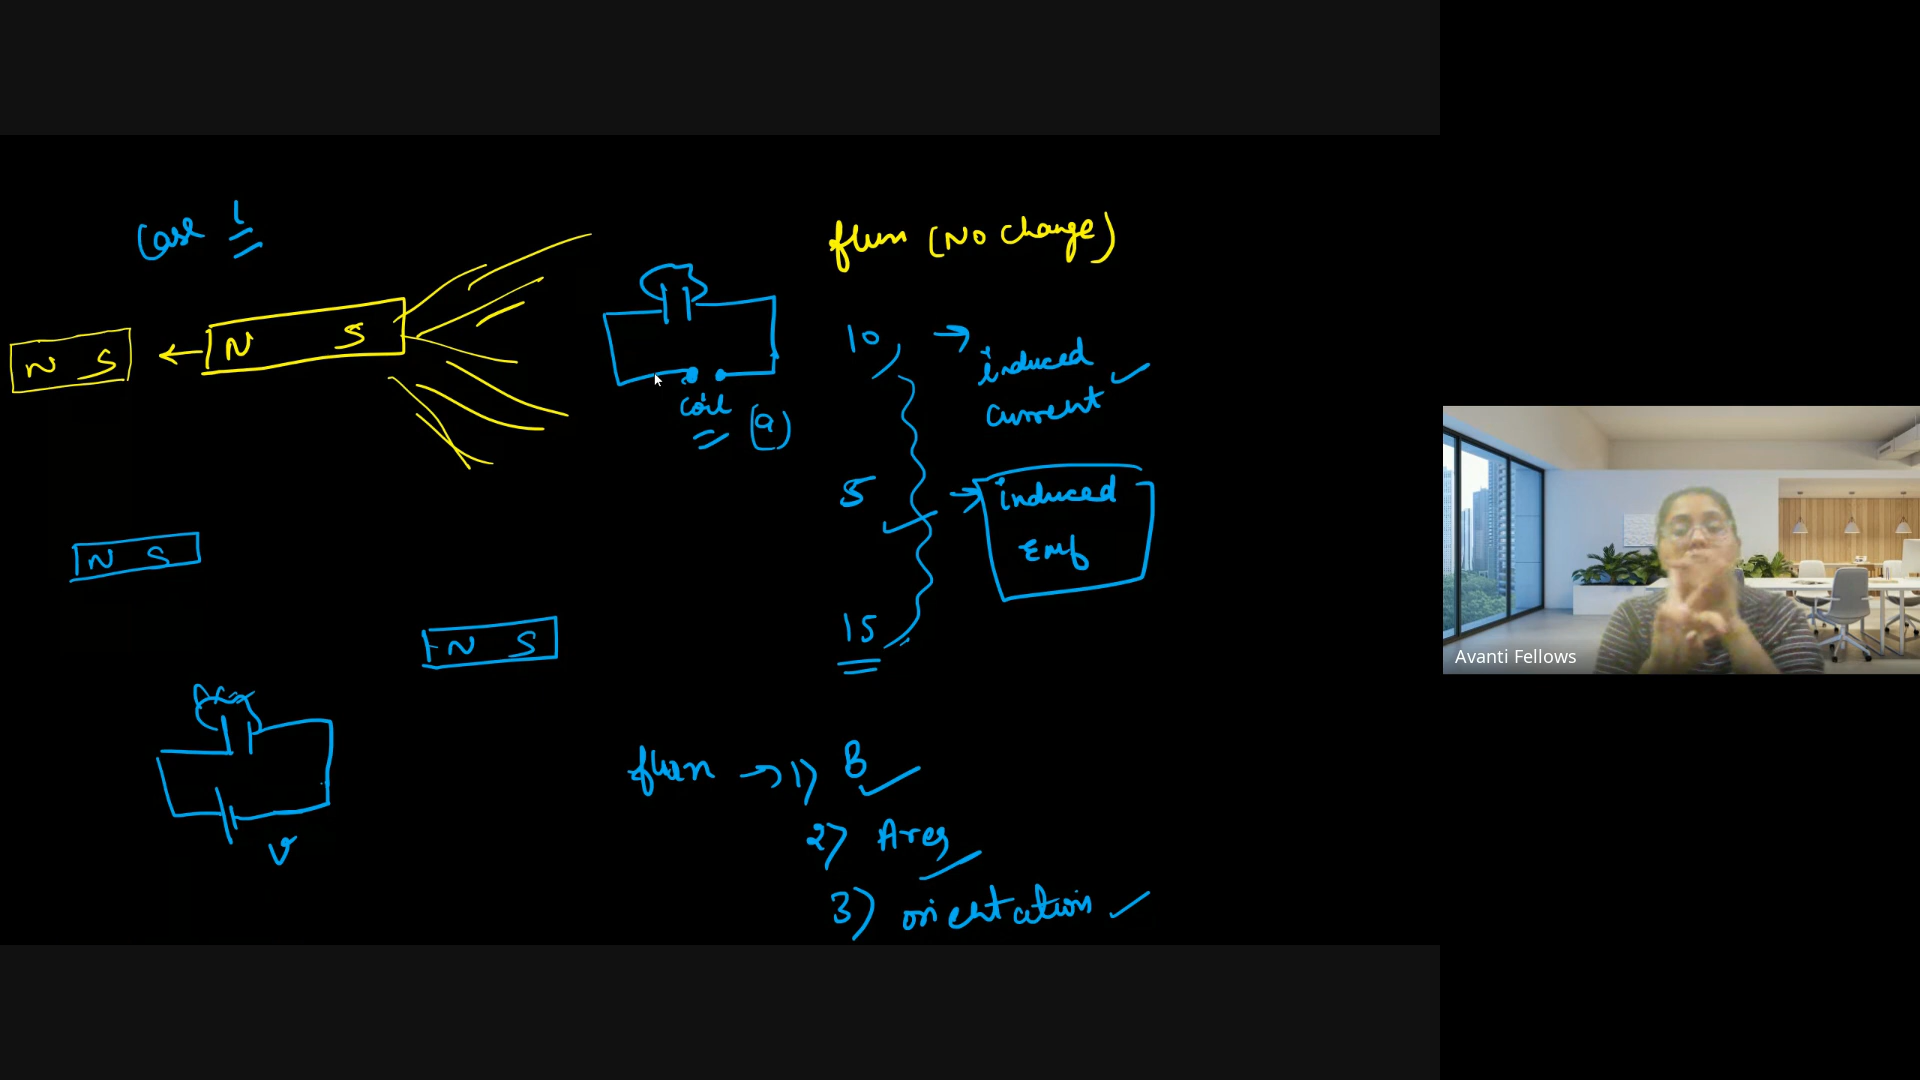 Case 1
flux (No change)
N S
N S
coil (a)
10,
induced
current
5
induced
Emf
N S
N S
15
flux → 1) B
2) Area
3) orientation
V
Avanti Fellows